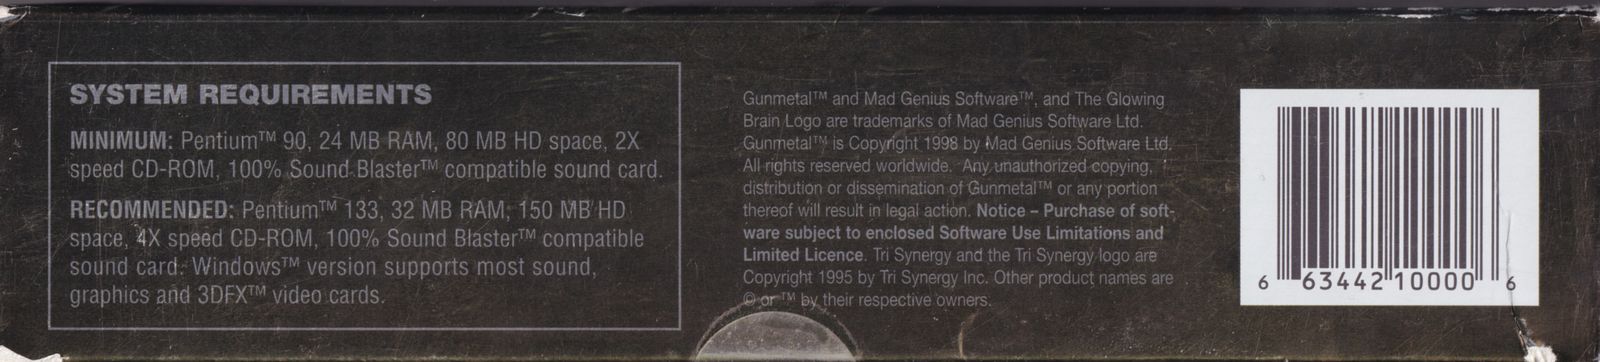 SYSTEM REQUIREMENTS
MINIMUM: Pentium™ 90, 24 MB RAM, 80 MB HD space, 2X
speed CD-ROM, 100% Sound Blaster™ compatible sound card.
RECOMMENDED: Pentium™ 133, 32 MB RAM, 150 MB HD
space, 4X speed CD-ROM, 100% Sound Blaster™ compatible
sound card. Windows™ version supports most sound,
graphics and 3DFX™ video cards.
Gunmetal™ and Mad Genius Software™, and The Glowing
Brain Logo are trademarks of Mad Genius Software Ltd.
Gunmetal™ is Copyright 1998 by Mad Genius Software Ltd.
All rights reserved worldwide. Any unauthorized copying,
distribution or dissemination of Gunmetal™ or any portion
thereof will result in legal action. Notice – Purchase of soft-
ware subject to enclosed Software Use Limitations and
Limited Licence. Tri Synergy and the Tri Synergy logo are
Copyright 1995 by Tri Synergy Inc. Other product names are
© or ™ by their respective owners.
6 63442 10000 6